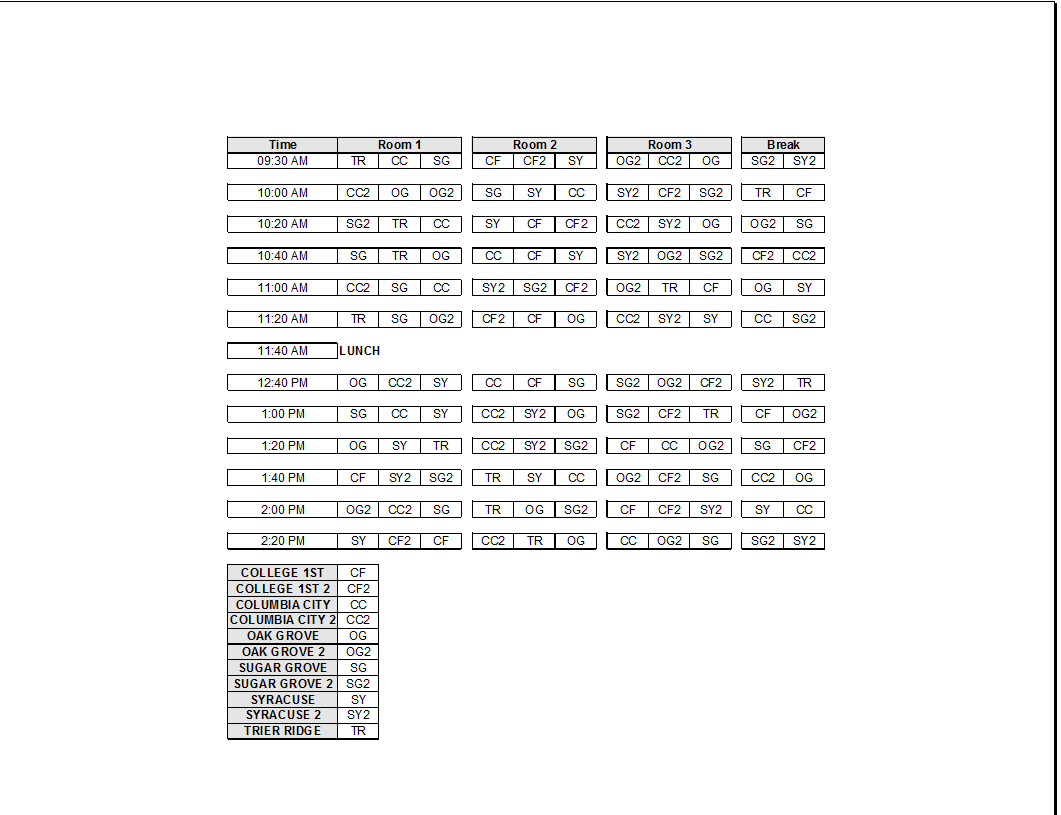 Time Room 1 Room 2 Room 3 Break
09:30 AM TR CC SG CF CF2 SY OG2 CC2 OG SG2 SY2
10:00 AM CC2 OG OG2 SG SY CC SY2 CF2 SG2 TR CF
10:20 AM SG2 TR CC SY CF CF2 CC2 SY2 OG OG2 SG
10:40 AM SG TR OG CC CF SY SY2 OG2 SG2 CF2 CC2
11:00 AM CC2 SG CC SY2 SG2 CF2 OG2 TR CF OG SY
11:20 AM TR SG OG2 CF2 CF OG CC2 SY2 SY CC SG2
11:40 AM LUNCH
12:40 PM OG CC2 SY CC CF SG SG2 OG2 CF2 SY2 TR
1:00 PM SG CC SY CC2 SY2 OG SG2 CF2 TR CF OG2
1:20 PM OG SY TR CC2 SY2 SG2 CF CC OG2 SG CF2
1:40 PM CF SY2 SG2 TR SY CC OG2 CF2 SG CC2 OG
2:00 PM OG2 CC2 SG TR OG SG2 CF CF2 SY2 SY CC
2:20 PM SY CF2 CF CC2 TR OG CC OG2 SG SG2 SY2
COLLEGE 1ST CF
COLLEGE 1ST 2 CF2
COLUMBIA CITY CC
COLUMBIA CITY 2 CC2
OAK GROVE OG
OAK GROVE 2 OG2
SUGAR GROVE SG
SUGAR GROVE 2 SG2
SYRACUSE SY
SYRACUSE 2 SY2
TRIER RIDGE TR